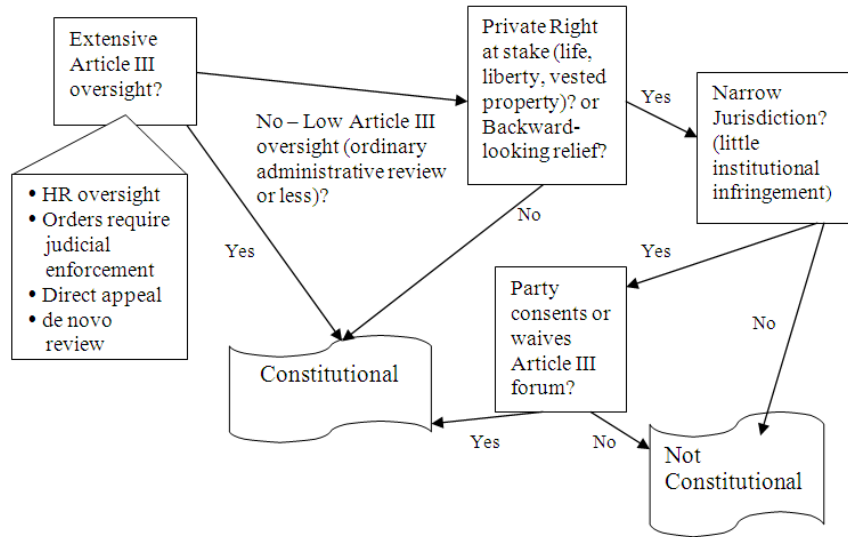 Extensive
Article III
oversight?
• HR oversight
• Orders require
judicial
enforcement
• Direct appeal
• de novo
review
No – Low Article III
oversight (ordinary
administrative review
or less)?
Yes
Private Right
at stake (life,
liberty, vested
property)? or
Backward-
looking relief?
Yes
No
Narrow
Jurisdiction?
(little
institutional
infringement)
Yes
No
Party
consents or
waives
Article III
forum?
Yes
No
Constitutional
Not
Constitutional